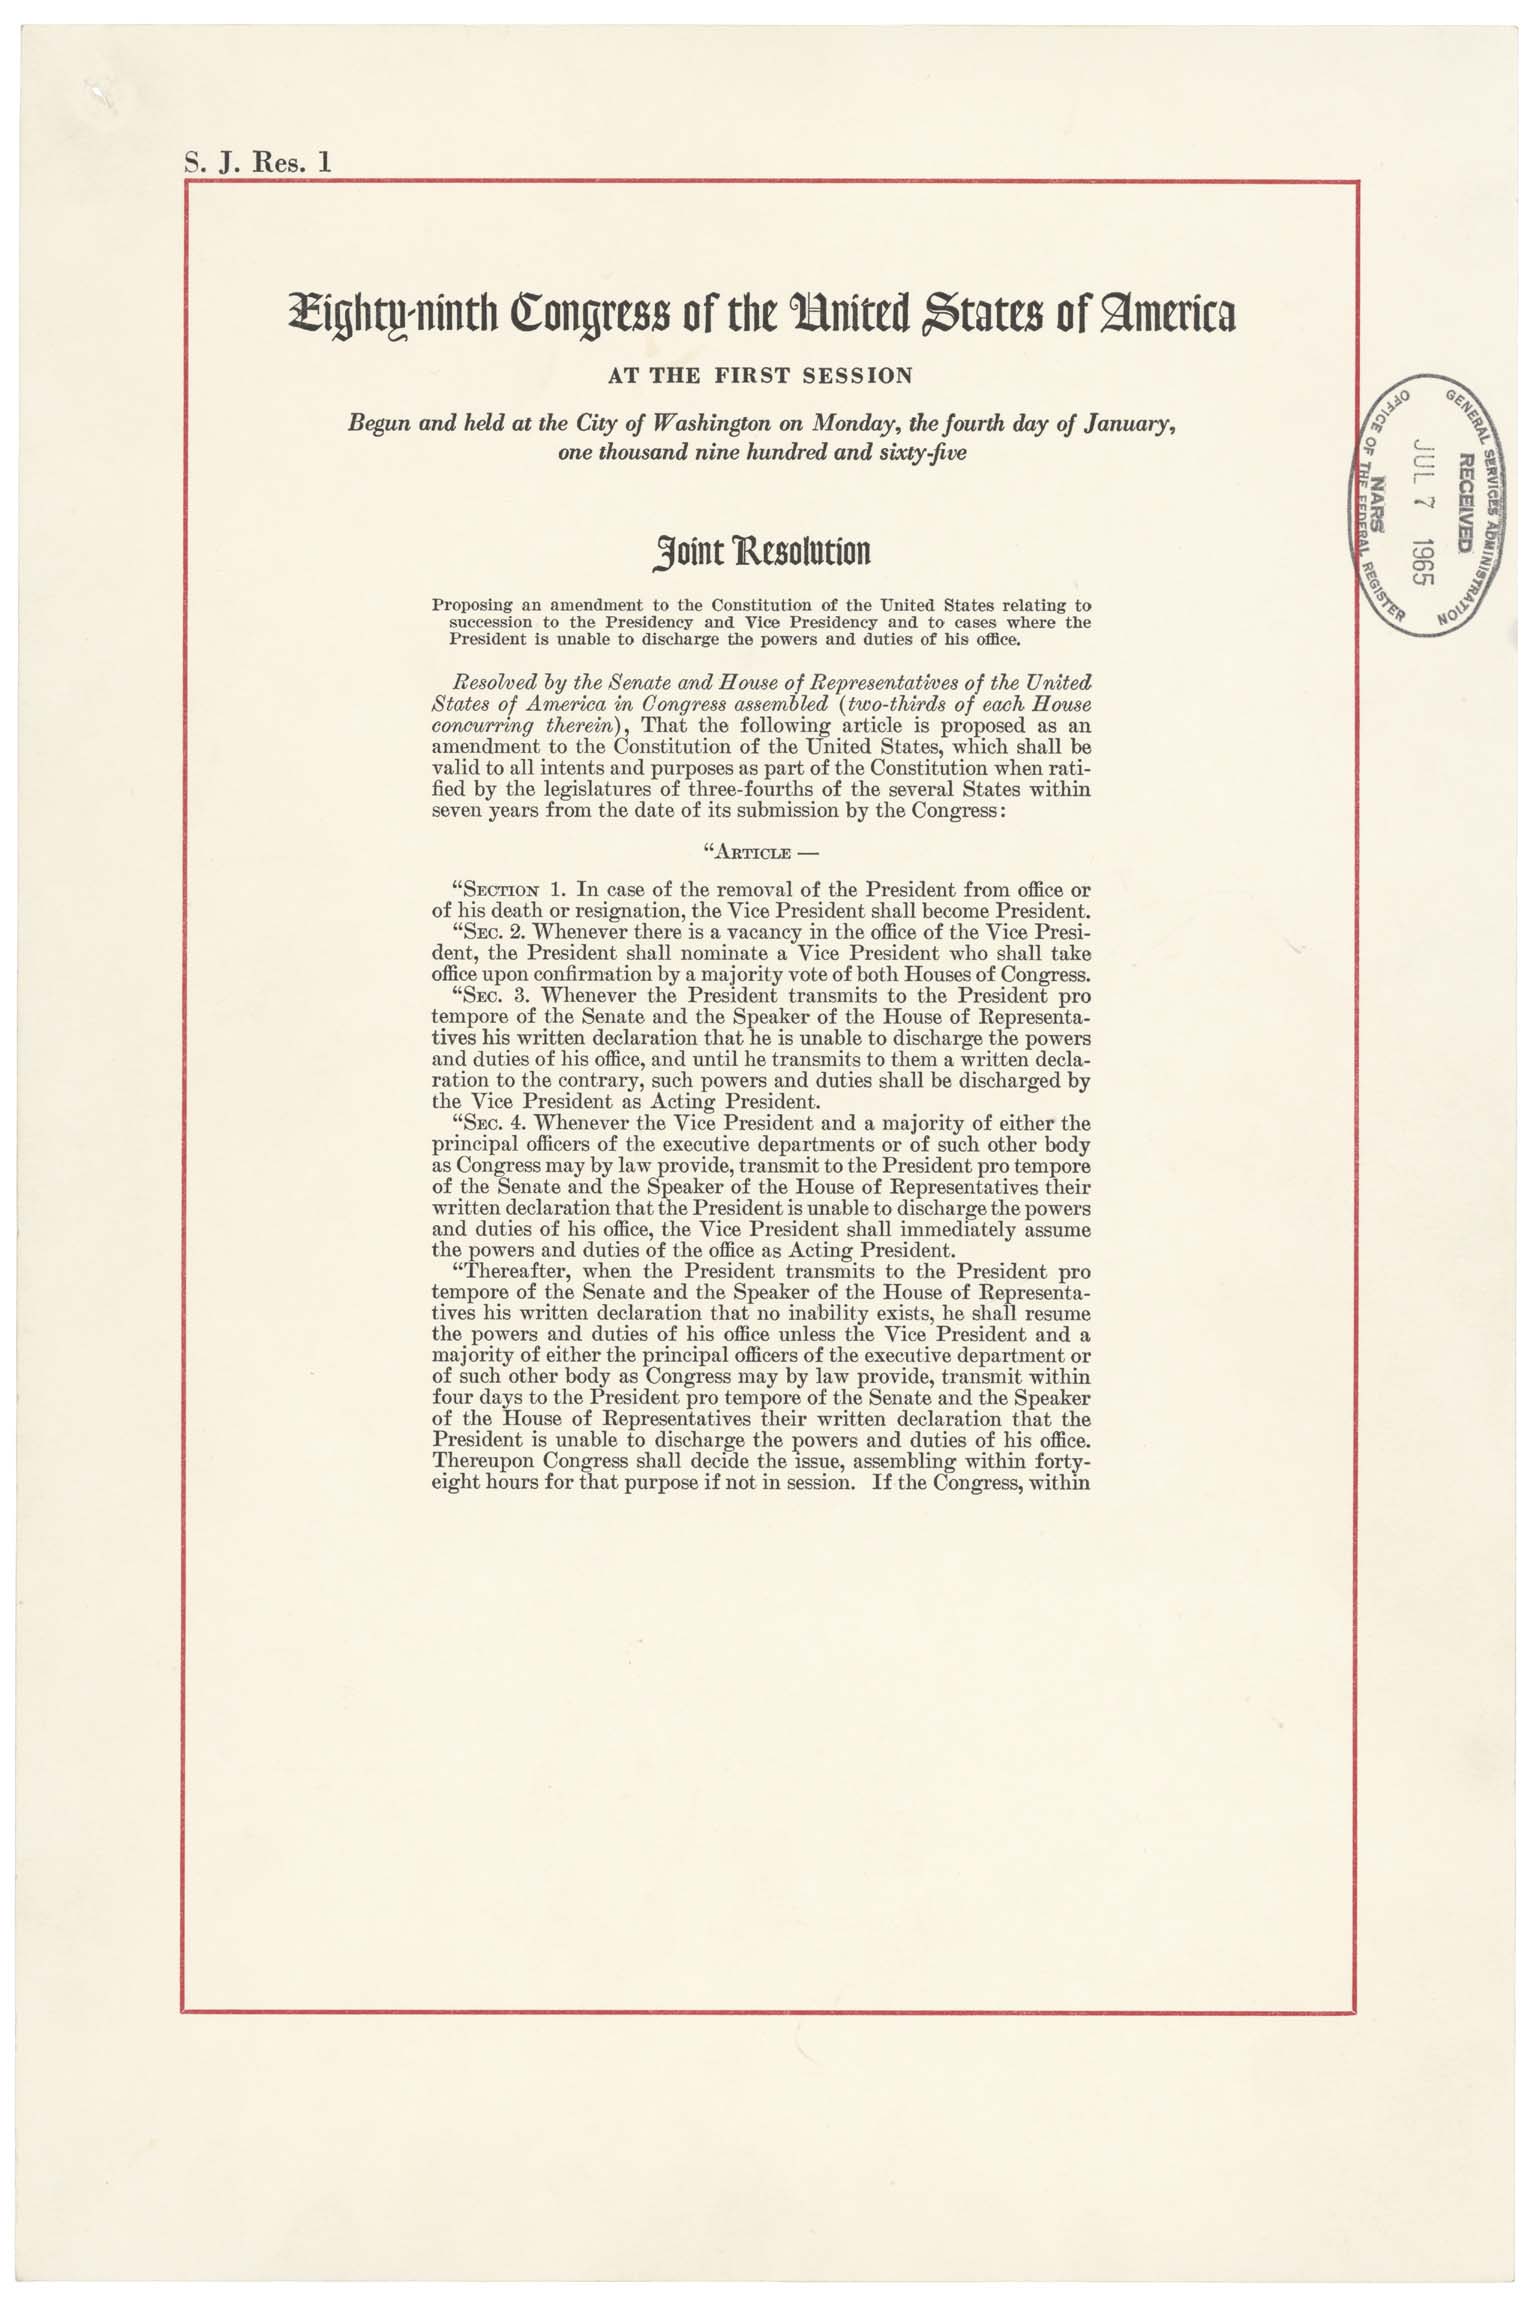 S. J. Res. 1
Eighty-ninth Congress of the United States of America
AT THE FIRST SESSION
Begun and held at the City of Washington on Monday, the fourth day of January,
one thousand nine hundred and sixty-five
Joint Resolution
Proposing an amendment to the Constitution of the United States relating to
succession to the Presidency and Vice Presidency and to cases where the
President is unable to discharge the powers and duties of his office.
Resolved by the Senate and House of Representatives of the United
States of America in Congress assembled (two-thirds of each House
concurring therein), That the following article is proposed as an
amendment to the Constitution of the United States, which shall be
valid to all intents and purposes as part of the Constitution when rati-
fied by the legislatures of three-fourths of the several States within
seven years from the date of its submission by the Congress:
“ARTICLE —
“SECTION 1. In case of the removal of the President from office or
of his death or resignation, the Vice President shall become President.
“SEC. 2. Whenever there is a vacancy in the office of the Vice Presi-
dent, the President shall nominate a Vice President who shall take
office upon confirmation by a majority vote of both Houses of Congress.
“SEC. 3. Whenever the President transmits to the President pro
tempore of the Senate and the Speaker of the House of Representa-
tives his written declaration that he is unable to discharge the powers
and duties of his office, and until he transmits to them a written decla-
ration to the contrary, such powers and duties shall be discharged by
the Vice President as Acting President.
“SEC. 4. Whenever the Vice President and a majority of either the
principal officers of the executive departments or of such other body
as Congress may by law provide, transmit to the President pro tempore
of the Senate and the Speaker of the House of Representatives their
written declaration that the President is unable to discharge the powers
and duties of his office, the Vice President shall immediately assume
the powers and duties of the office as Acting President.
“Thereafter, when the President transmits to the President pro
tempore of the Senate and the Speaker of the House of Representa-
tives his written declaration that no inability exists, he shall resume
the powers and duties of his office unless the Vice President and a
majority of either the principal officers of the executive department or
of such other body as Congress may by law provide, transmit within
four days to the President pro tempore of the Senate and the Speaker
of the House of Representatives their written declaration that the
President is unable to discharge the powers and duties of his office.
Thereupon Congress shall decide the issue, assembling within forty-
eight hours for that purpose if not in session. If the Congress, within
GENERAL SERVICES ADMINISTRATION
RECEIVED
JUL 7 1965
NARS
OFFICE OF THE FEDERAL REGISTER